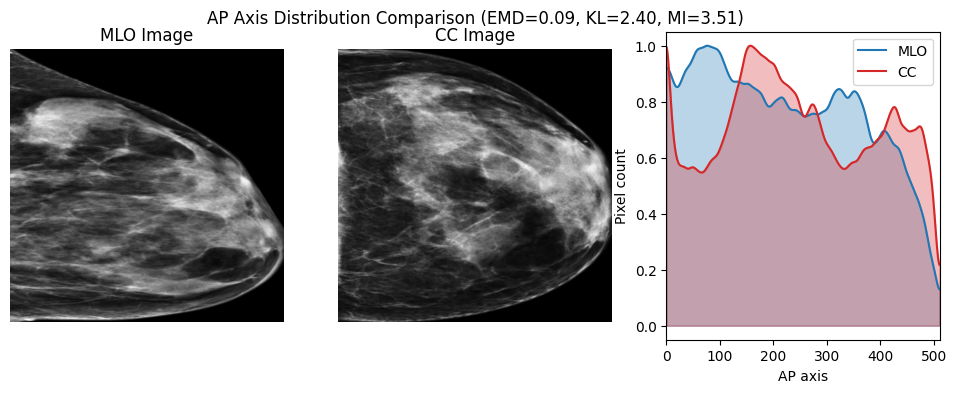 AP Axis Distribution Comparison (EMD=0.09, KL=2.40, MI=3.51)
MLO Image
CC Image
MLO
CC
Pixel count
1.0
0.8
0.6
0.4
0.2
0.0
0 100 200 300 400 500
AP axis